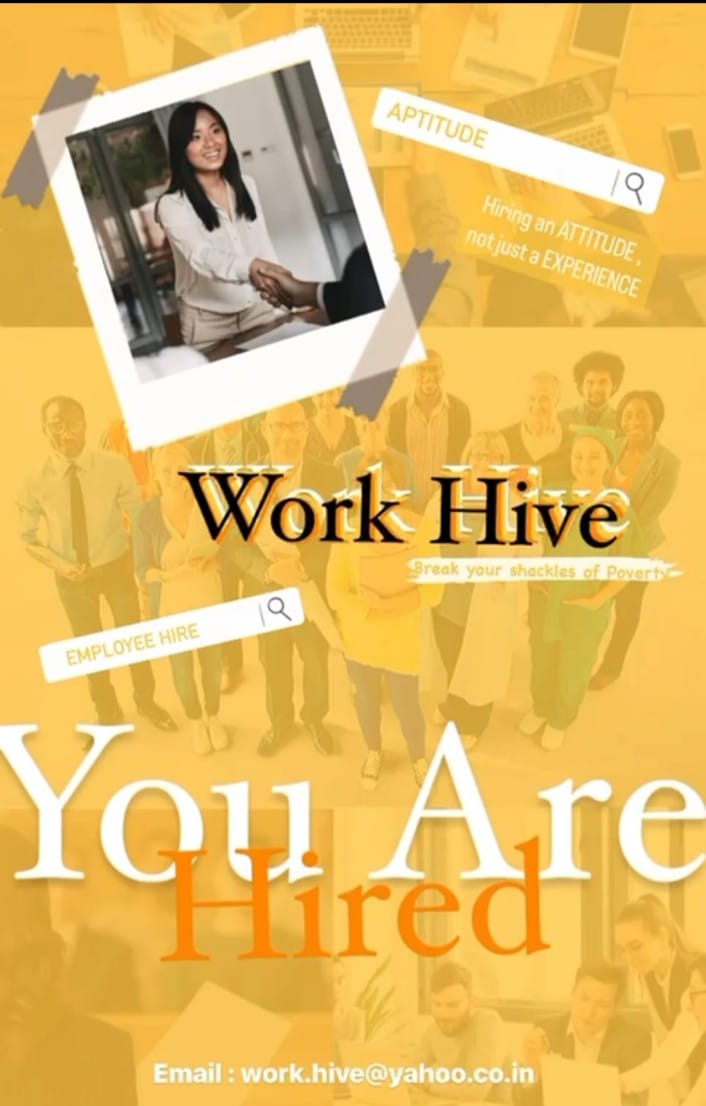 APTITUDE
Hiring an ATTITUDE,
not just a EXPERIENCE
Work Hive
Break your shackles of Poverty
EMPLOYEE HIRE
You Are
Hired
Email : work.hive@yahoo.co.in